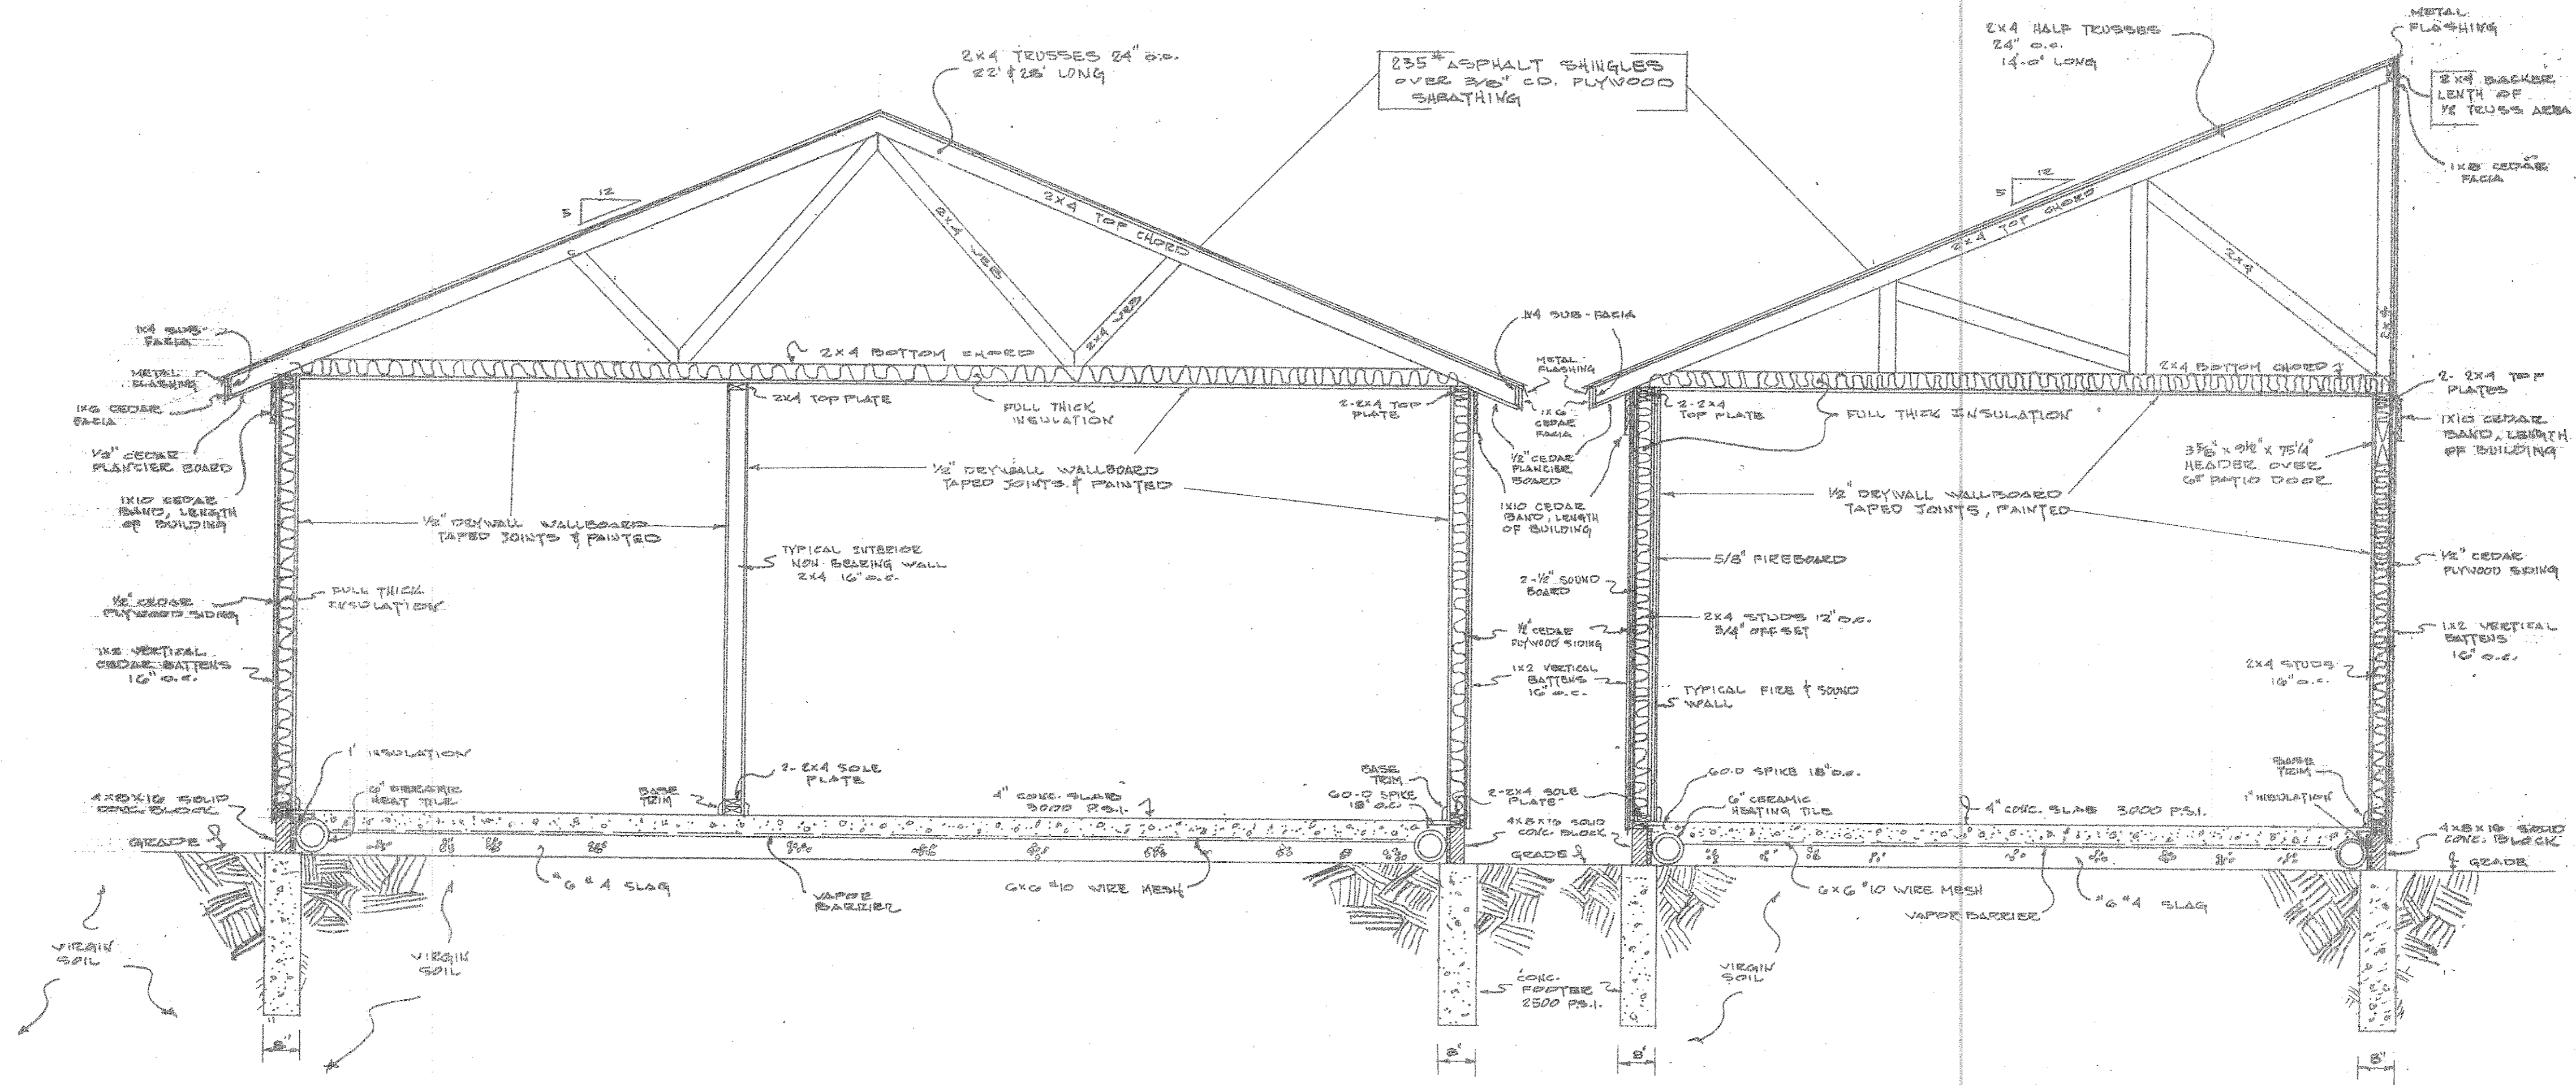 2x4 TRUSSES 24" O.C.
22' & 28' LONG
235# ASPHALT SHINGLES
OVER 3/8" CD. PLYWOOD
SHEATHING
2x4 HALF TRUSSES
24" O.C.
14'-0" LONG
METAL
FLASHING
2x4 BACKER
LENTH OF
1/2 TRUSS AREA
1x8 CEDAR
FACIA
12
5
2x4 TOP CHORD
2x4 WEB
2x4 WEB
12
5
2x4 TOP CHORD
2x4
2x4
1x4 SUB-
FACIA
METAL
FLASHING
1x6 CEDAR
FACIA
1/2" CEDAR
PLANCIER BOARD
1x10 CEDAR
BAND, LENGTH
OF BUILDING
2x4 BOTTOM CHORD
2x4 TOP PLATE
FULL THICK
INSULATION
2-2x4 TOP
PLATE
1x4 SUB-FACIA
METAL
FLASHING
1x6
CEDAR
FACIA
1/2" CEDAR
PLANCIER
BOARD
1x10 CEDAR
BAND, LENGTH
OF BUILDING
2-2x4
TOP PLATE
FULL THICK INSULATION
2x4 BOTTOM CHORD
2-2x4 TOP
PLATES
1x10 CEDAR
BAND, LENGTH
OF BUILDING
3 5/8" x 9 1/2" x 75 1/4"
HEADER OVER
6° PATIO DOOR
1/2" DRYWALL WALLBOARD
TAPED JOINTS & PAINTED
1/2" DRYWALL WALLBOARD
TAPED JOINTS & PAINTED
1/2" DRYWALL WALLBOARD
TAPED JOINTS, PAINTED
TYPICAL INTERIOR
NON BEARING WALL
2x4 16" O.C.
1/2" CEDAR
PLYWOOD SIDING
FULL THICK
INSULATION
1x2 VERTICAL
CEDAR BATTENS
16" O.C.
5/8" FIREBOARD
2-1/2" SOUND
BOARD
2x4 STUDS 12" O.C.
3/4" OFFSET
1/2" CEDAR
PLYWOOD SIDING
1x2 VERTICAL
BATTENS
16" O.C.
TYPICAL FIRE & SOUND
WALL
1/2" CEDAR
PLYWOOD SIDING
1x2 VERTICAL
BATTENS
16" O.C.
2x4 STUDS
16" O.C.
1" INSULATION
6" CERAMIC
HEAT TILE
4x8x16 SOLID
CONC. BLOCK
GRADE
BASE
TRIM
2-2x4 SOLE
PLATE
4" CONC. SLAB
3000 P.S.I.
BASE
TRIM
60-D SPIKE
18" O.C.
2-2x4 SOLE
PLATE
4x8x16 SOLID
CONC. BLOCK
GRADE
60-D SPIKE 18" O.C.
6" CERAMIC
HEATING TILE
4" CONC. SLAB 3000 P.S.I.
BASE
TRIM
1" INSULATION
4x8x16 SOLID
CONC. BLOCK
GRADE
#6 #4 SLAG
VAPOR
BARRIER
6x6 #10 WIRE MESH
6x6 #10 WIRE MESH
VAPOR BARRIER
#6 #4 SLAG
VIRGIN
SOIL
VIRGIN
SOIL
CONC.
FOOTER
2500 P.S.I.
VIRGIN
SOIL
8"
8"
8"
8"